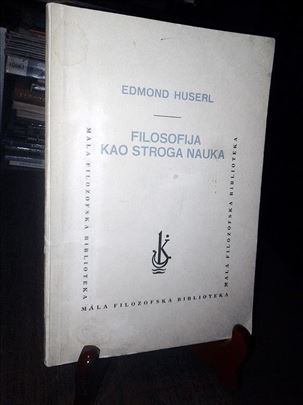 EDMOND HUSERL
FILOSOFIJA
KAO STROGA NAUKA
MALA FILOZOFSKA BIBLIOTEKA
MALA FILOZOFSKA BIBLIOTEKA
MALA FILOZOFSKA BIBLIOTEKA